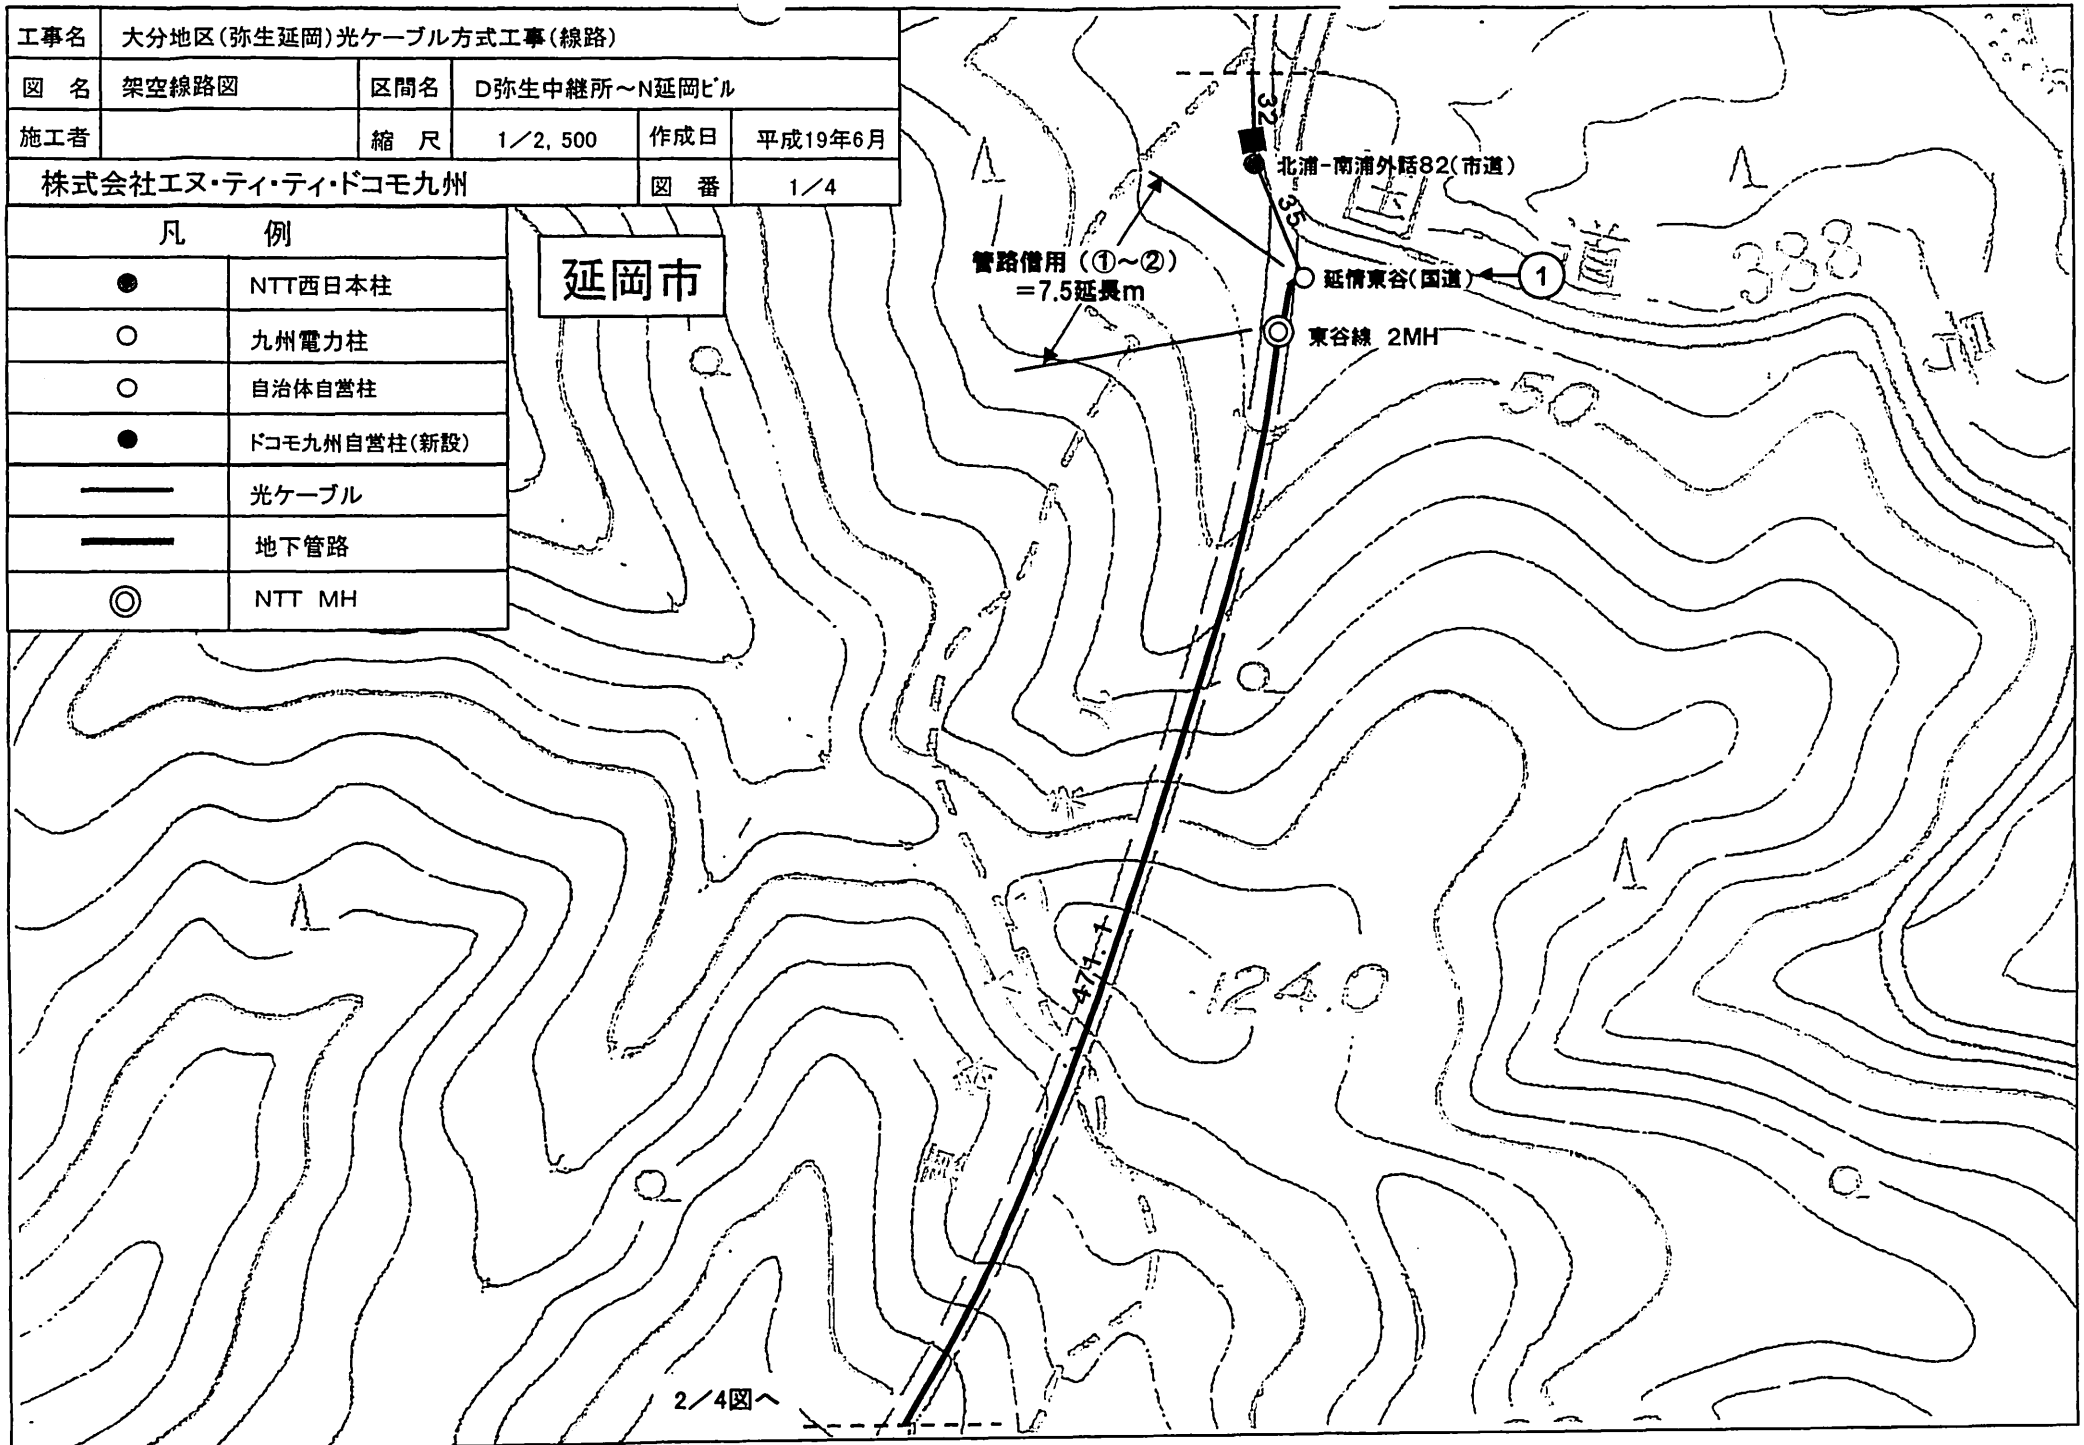 工事名 大分地区(弥生延岡)光ケーブル方式工事(線路)
図 名 架空線路図 区間名 D弥生中継所～N延岡ビル
施工者 縮 尺 1／2,500 作成日 平成19年6月
株式会社エヌ・ティ・ティ・ドコモ九州 図 番 1／4
凡 例
NTT西日本柱
九州電力柱
自治体自営柱
ドコモ九州自営柱(新設)
光ケーブル
地下管路
NTT MH
延岡市
32
北浦-南浦外話82(市道)
35
国道388
管路借用（①～②）
＝7.5延長m
延情東谷(国道)
1
東谷線 2MH
50
471.1
124.0
2／4図へ